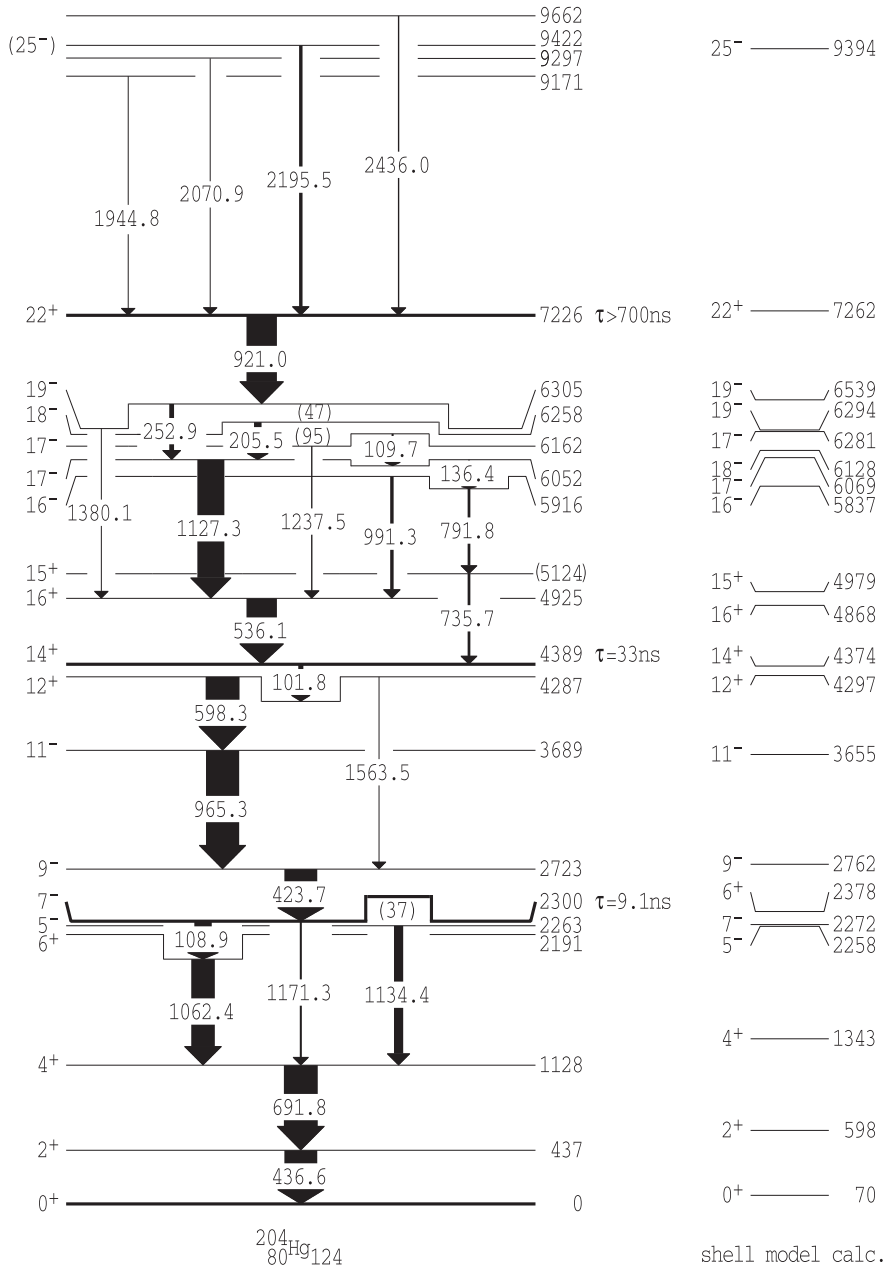 9662
(25⁻) 9422 25⁻ 9394
9297
9171
2436.0
2195.5
2070.9
1944.8
22⁺ 7226 τ>700ns 22⁺ 7262
921.0
19⁻ 6305 19⁻ 6539
(47)
18⁻ 6258 19⁻ 6294
252.9 205.5 (95)
17⁻ 6162 17⁻ 6281
109.7
18⁻ 6128
17⁻ 6052 17⁻ 6069
136.4
16⁻ 5916 16⁻ 5837
1380.1 1127.3 1237.5 991.3 791.8
15⁺ (5124) 15⁺ 4979
16⁺ 4925 16⁺ 4868
735.7
536.1
14⁺ 4389 τ=33ns 14⁺ 4374
12⁺ 101.8 4287 12⁺ 4297
598.3
11⁻ 3689 11⁻ 3655
1563.5
965.3
9⁻ 2723 9⁻ 2762
423.7
6⁺ 2378
7⁻ (37) 2300 τ=9.1ns
5⁻ 2263 7⁻ 2272
6⁺ 108.9 2191 5⁻ 2258
1062.4 1171.3 1134.4
4⁺ 1128 4⁺ 1343
691.8
2⁺ 437 2⁺ 598
436.6
0⁺ 0 0⁺ 70
²⁰⁴₈₀Hg₁₂₄
shell model calc.